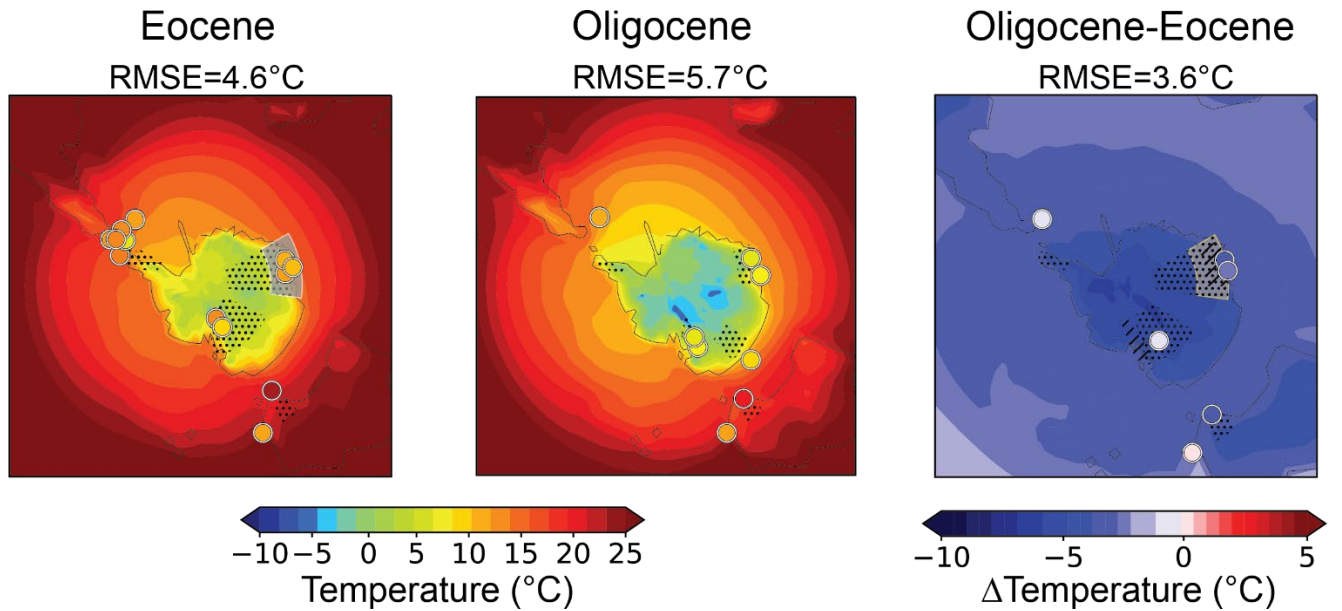 Eocene
RMSE=4.6°C
Oligocene
RMSE=5.7°C
Oligocene-Eocene
RMSE=3.6°C
−10 −5 0 5 10 15 20 25
Temperature (°C)
−10 −5 0 5
ΔTemperature (°C)